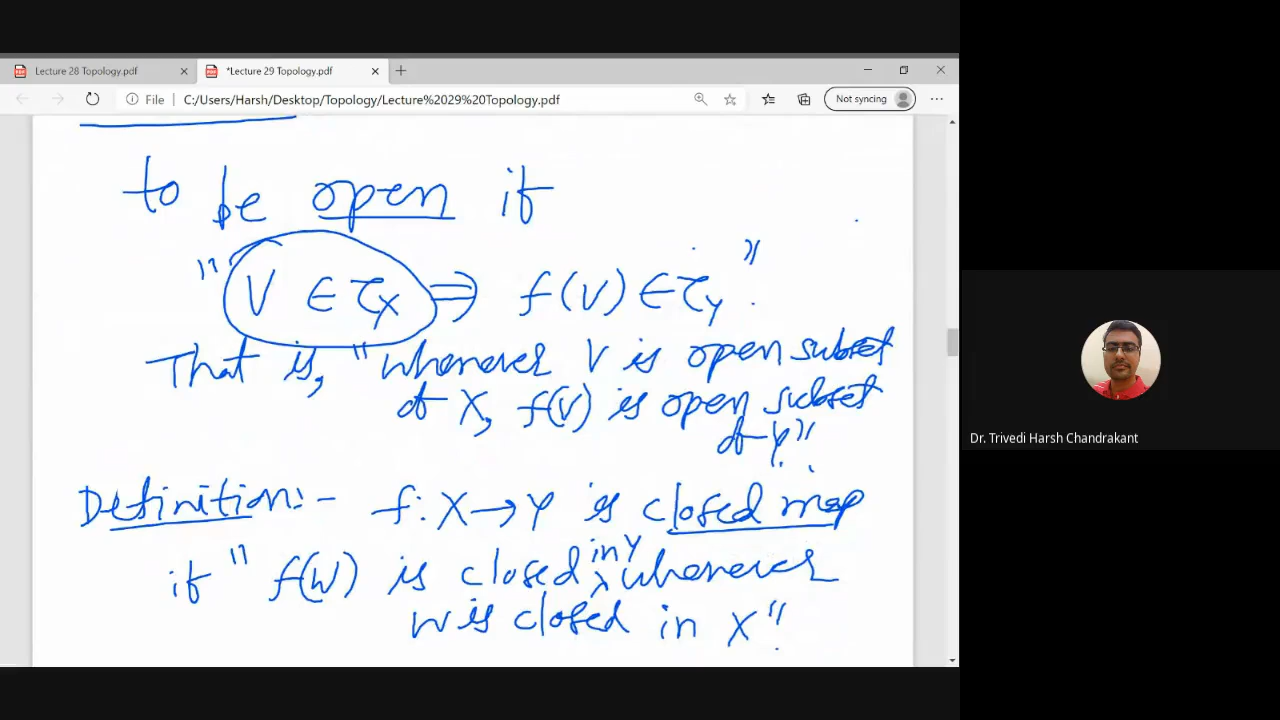 Lecture 28 Topology.pdf
*Lecture 29 Topology.pdf
File
C:/Users/Harsh/Desktop/Topology/Lecture%2029%20Topology.pdf
Not syncing
to be open if
"V ∈ τ_X ⇒ f(V) ∈ τ_Y".
That is, "whenever V is open subset
of X, f(V) is open subset
of Y".
Definition:- f: X → Y is closed map
if "f(W) is closed in Y whenever
W is closed in X".
Dr. Trivedi Harsh Chandrakant